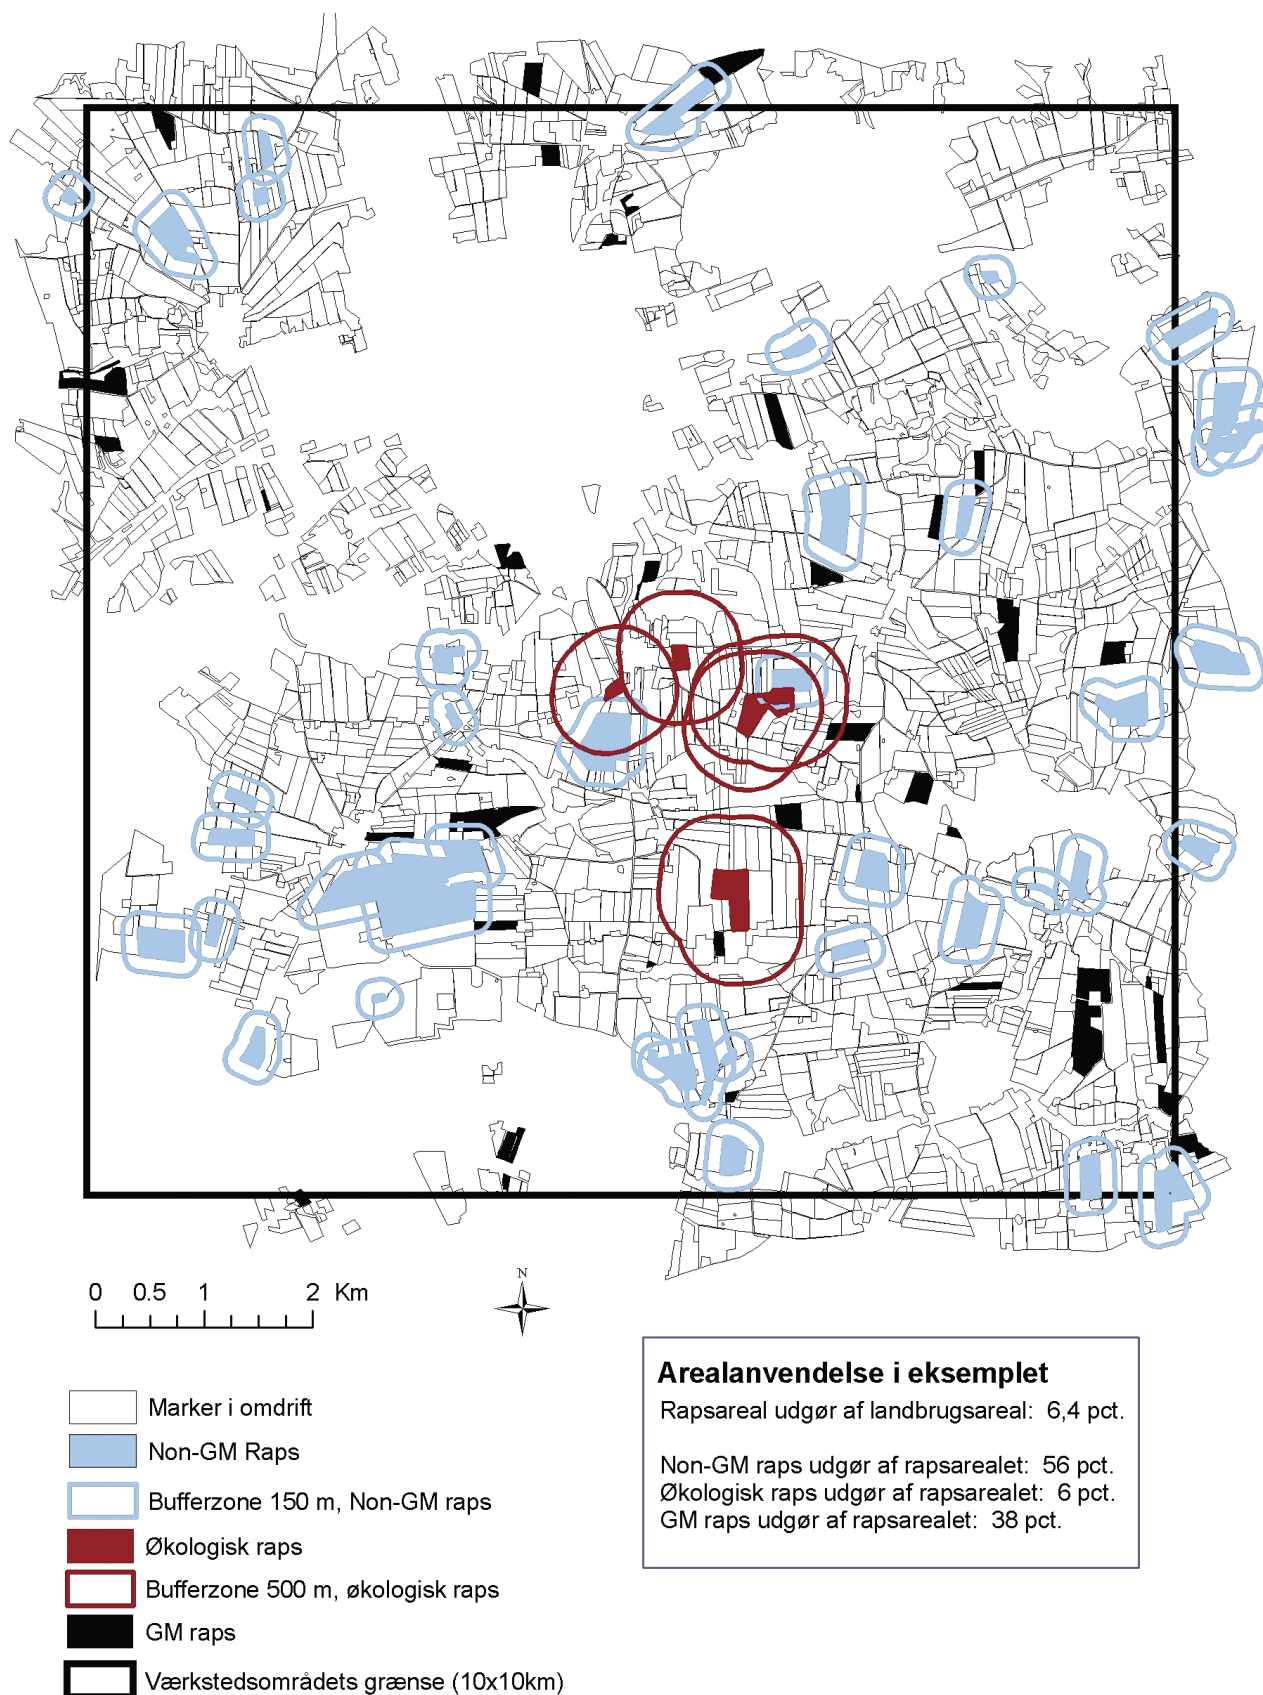 N
0 0.5 1 2 Km
Marker i omdrift
Non-GM Raps
Bufferzone 150 m, Non-GM raps
Økologisk raps
Bufferzone 500 m, økologisk raps
GM raps
Værkstedsområdets grænse (10x10km)
Arealanvendelse i eksemplet
Rapsareal udgør af landbrugsareal: 6,4 pct.
Non-GM raps udgør af rapsarealet: 56 pct.
Økologisk raps udgør af rapsarealet: 6 pct.
GM raps udgør af rapsarealet: 38 pct.